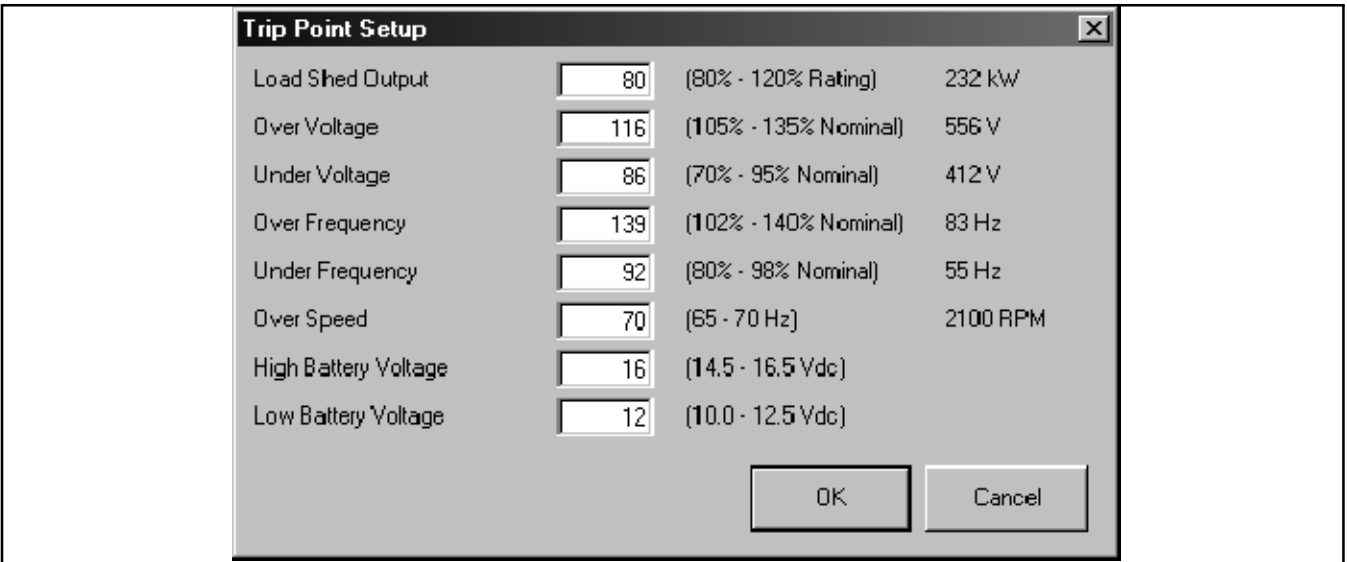 Trip Point Setup
Load Shed Output 80 (80% - 120% Rating) 232 kW
Over Voltage 116 (105% - 135% Nominal) 556 V
Under Voltage 86 (70% - 95% Nominal) 412 V
Over Frequency 139 (102% - 140% Nominal) 83 Hz
Under Frequency 92 (80% - 98% Nominal) 55 Hz
Over Speed 70 (65 - 70 Hz) 2100 RPM
High Battery Voltage 16 (14.5 - 16.5 Vdc)
Low Battery Voltage 12 (10.0 - 12.5 Vdc)
OK Cancel